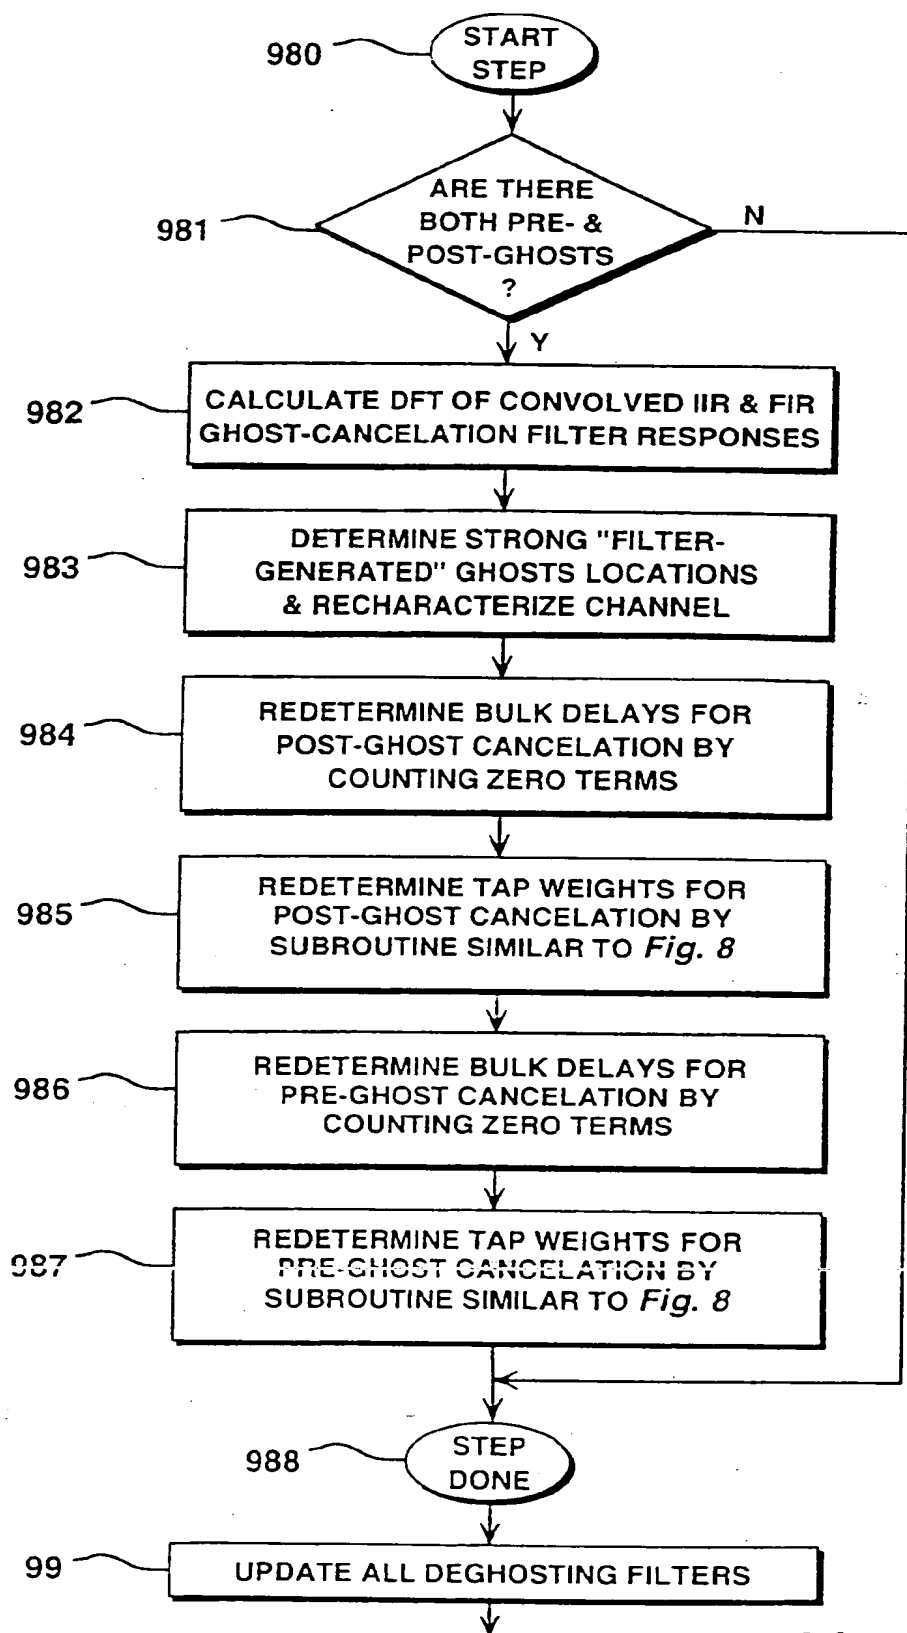 980
START
STEP
981
ARE THERE
BOTH PRE- &
POST-GHOSTS
?
N
Y
982
CALCULATE DFT OF CONVOLVED IIR & FIR
GHOST-CANCELATION FILTER RESPONSES
983
DETERMINE STRONG "FILTER-
GENERATED" GHOSTS LOCATIONS
& RECHARACTERIZE CHANNEL
984
REDETERMINE BULK DELAYS FOR
POST-GHOST CANCELATION BY
COUNTING ZERO TERMS
985
REDETERMINE TAP WEIGHTS FOR
POST-GHOST CANCELATION BY
SUBROUTINE SIMILAR TO Fig. 8
986
REDETERMINE BULK DELAYS FOR
PRE-GHOST CANCELATION BY
COUNTING ZERO TERMS
987
REDETERMINE TAP WEIGHTS FOR
PRE-GHOST CANCELATION BY
SUBROUTINE SIMILAR TO Fig. 8
988
STEP
DONE
99
UPDATE ALL DEGHOSTING FILTERS